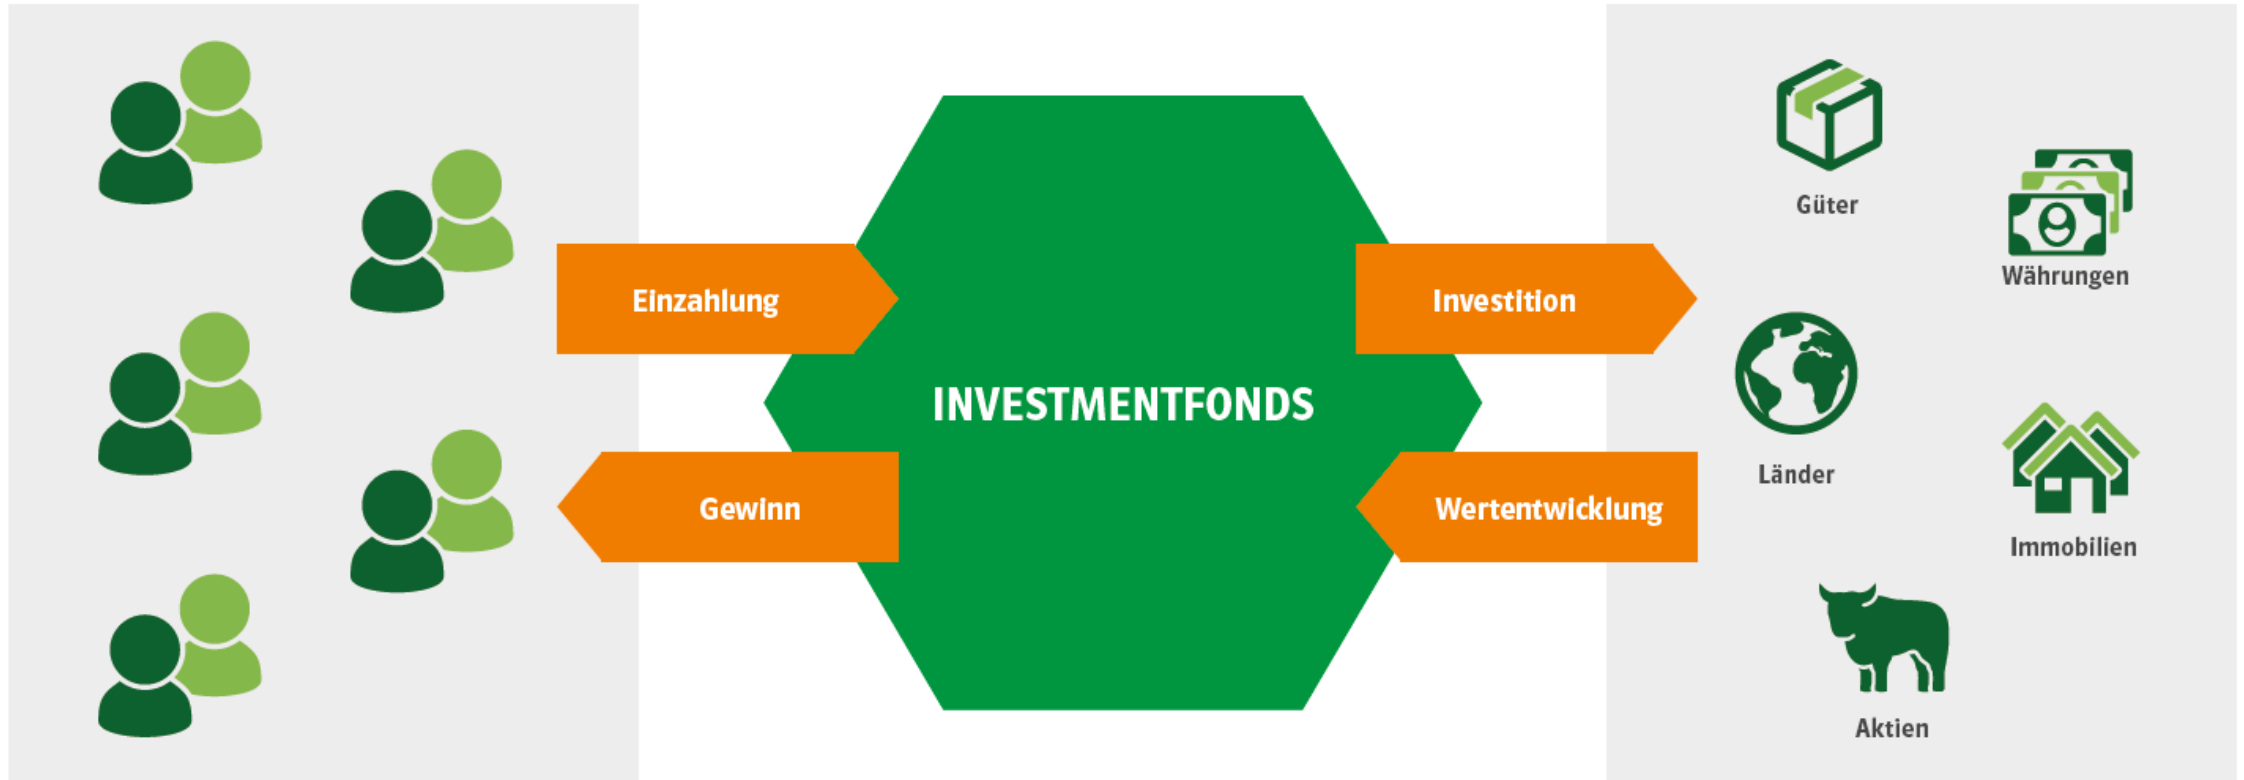 Einzahlung
Gewinn
INVESTMENTFONDS
Investition
Wertentwicklung
Güter
Währungen
Länder
Immobilien
Aktien